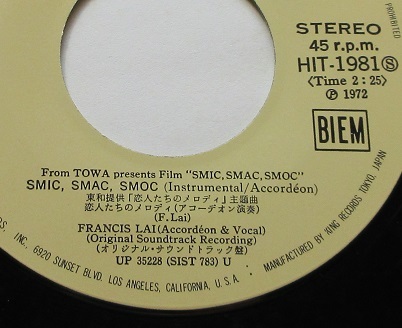 PROHIBITED
STEREO
45 r.p.m.
HIT-1981Ⓢ
〈Time 2 : 25〉
Ⓟ 1972
BIEM
From TOWA presents Film "SMIC, SMAC, SMOC"
SMIC, SMAC, SMOC (Instrumental/Accordéon)
東和提供「恋人たちのメロディ」主題曲
恋人たちのメロディ(アコーデオン演奏)
(F. Lai)
FRANCIS LAI(Accordéon & Vocal)
(Original Soundtrack Recording)
(オリジナル・サウンドトラック盤)
UP 35228 (SIST 783) U
RS. INC. 6920 SUNSET BLVD. LOS ANGELES, CALIFORNIA, U.S.A.
MANUFACTURED BY KING RECORDS TOKYO, JAPAN